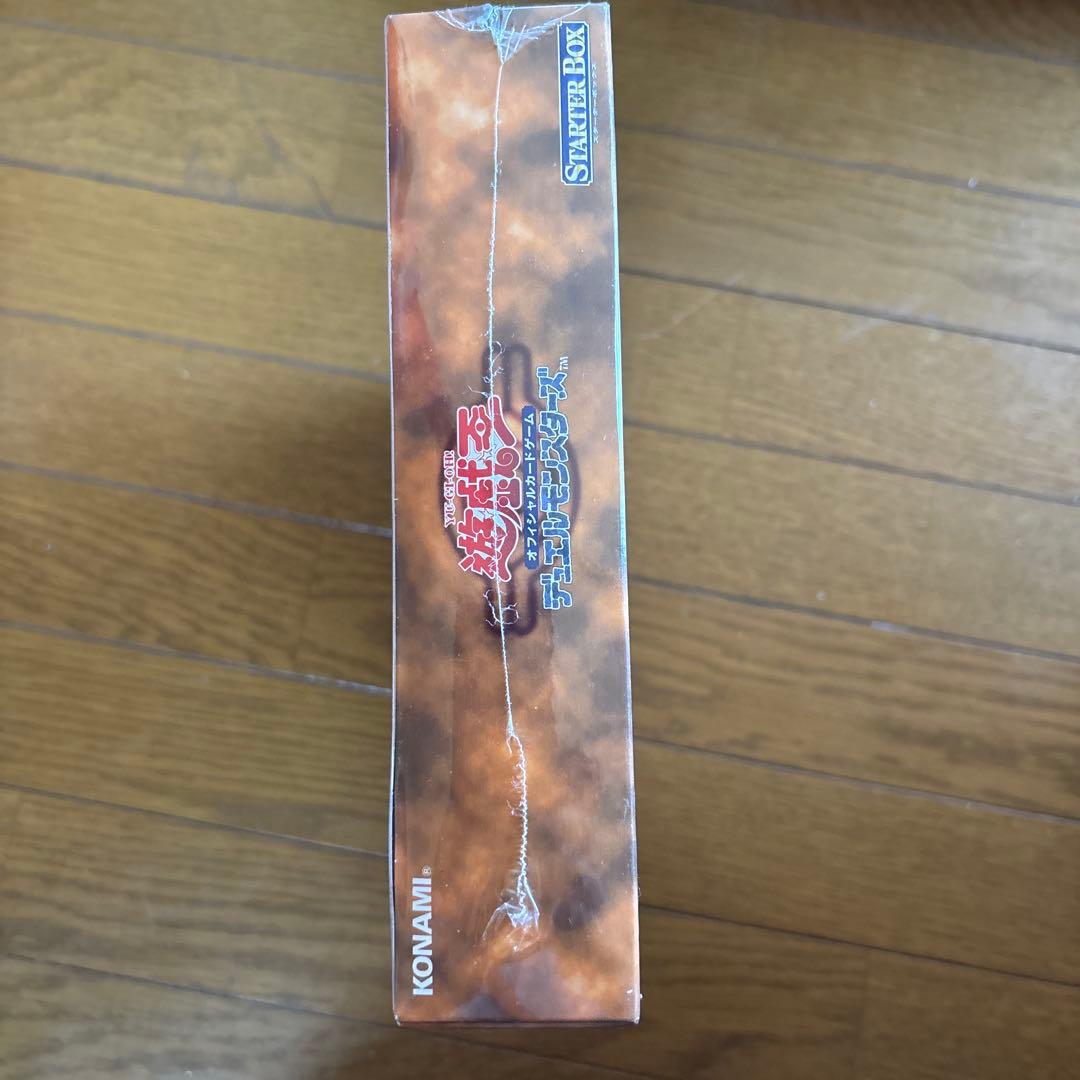 STARTER BOX
スターターボックス
YU-GI-OH!
遊戯王
オフィシャルカードゲーム
デュエルモンスターズ™
KONAMI®